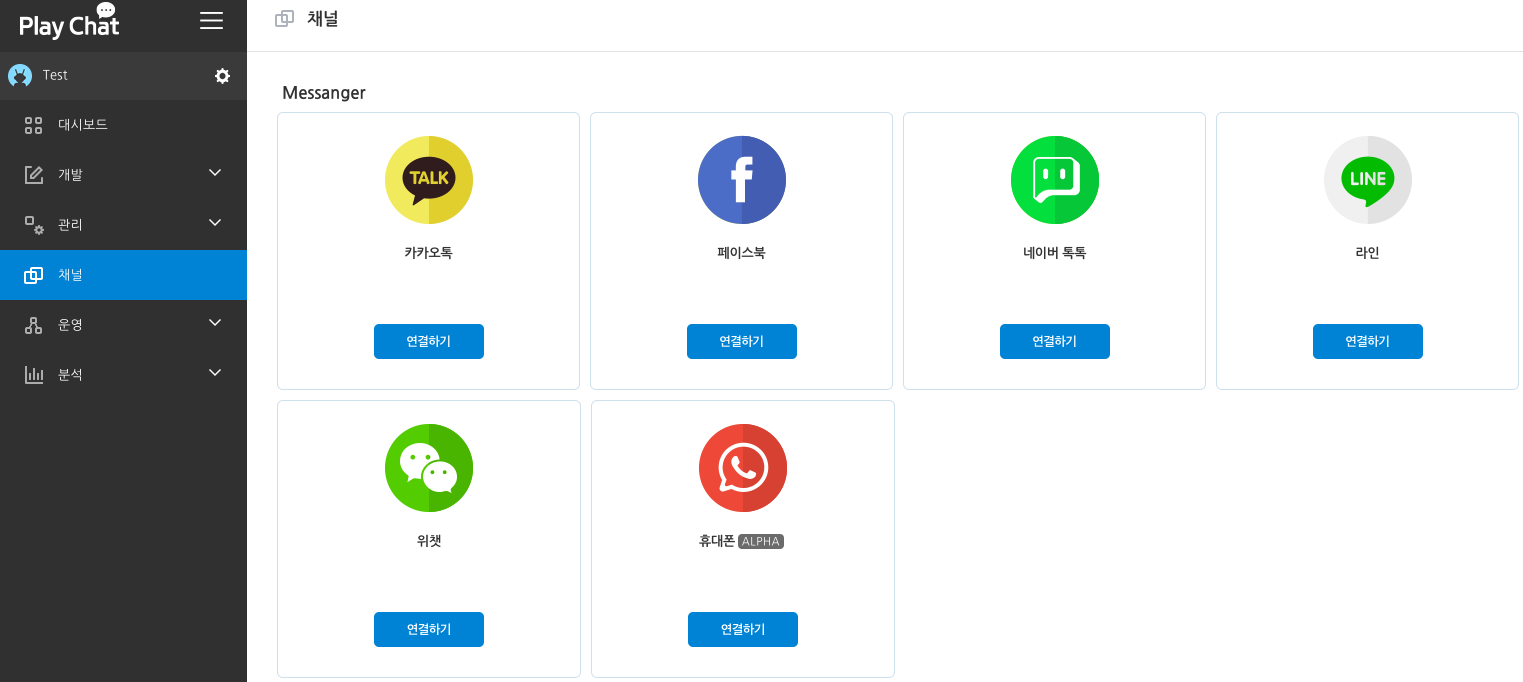 Play Chat
채널
Test
대시보드
개발
관리
채널
운영
분석
Messanger
TALK
카카오톡
연결하기
f
페이스북
연결하기
네이버 톡톡
연결하기
LINE
라인
연결하기
위챗
연결하기
휴대폰 ALPHA
연결하기